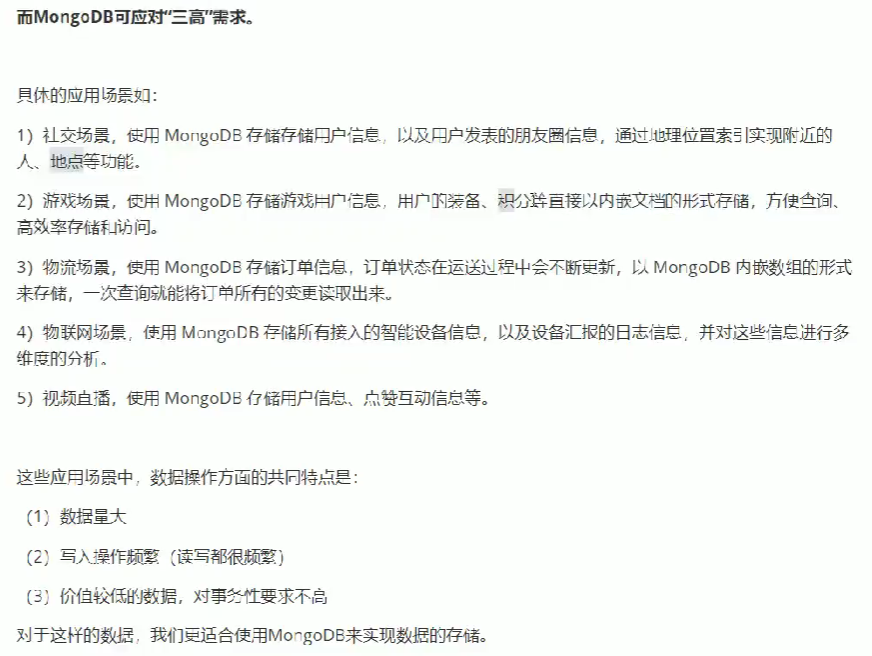 而MongoDB可应对“三高”需求。
具体的应用场景如：
1）社交场景，使用 MongoDB 存储存储用户信息，以及用户发表的朋友圈信息，通过地理位置索引实现附近的
人、地点等功能。
2）游戏场景，使用 MongoDB 存储游戏用户信息，用户的装备、积分等直接以内嵌文档的形式存储，方便查询、
高效率存储和访问。
3）物流场景，使用 MongoDB 存储订单信息，订单状态在运送过程中会不断更新，以 MongoDB 内嵌数组的形式
来存储，一次查询就能将订单所有的变更读取出来。
4）物联网场景，使用 MongoDB 存储所有接入的智能设备信息，以及设备汇报的日志信息，并对这些信息进行多
维度的分析。
5）视频直播，使用 MongoDB 存储用户信息、点赞互动信息等。
这些应用场景中，数据操作方面的共同特点是：
（1）数据量大
（2）写入操作频繁（读写都很频繁）
（3）价值较低的数据，对事务性要求不高
对于这样的数据，我们更适合使用MongoDB来实现数据的存储。